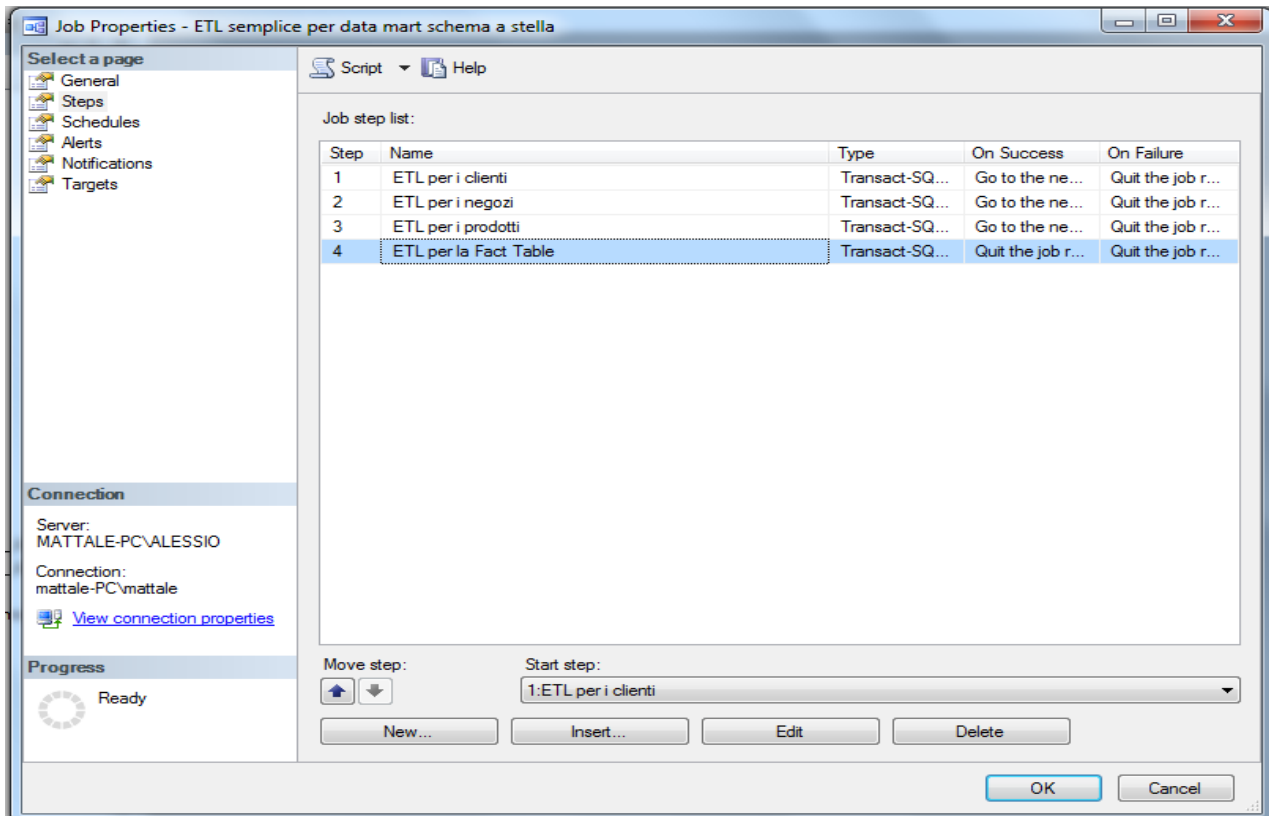 Job Properties - ETL semplice per data mart schema a stella
Select a page
General
Steps
Schedules
Alerts
Notifications
Targets
Script Help
Job step list:
Step Name Type On Success On Failure
1 ETL per i clienti Transact-SQ... Go to the ne... Quit the job r...
2 ETL per i negozi Transact-SQ... Go to the ne... Quit the job r...
3 ETL per i prodotti Transact-SQ... Go to the ne... Quit the job r...
4 ETL per la Fact Table Transact-SQ... Quit the job r... Quit the job r...
Connection
Server:
MATTALE-PC\ALESSIO
Connection:
mattale-PC\mattale
View connection properties
Progress
Ready
Move step: Start step:
1:ETL per i clienti
New... Insert... Edit Delete
OK Cancel